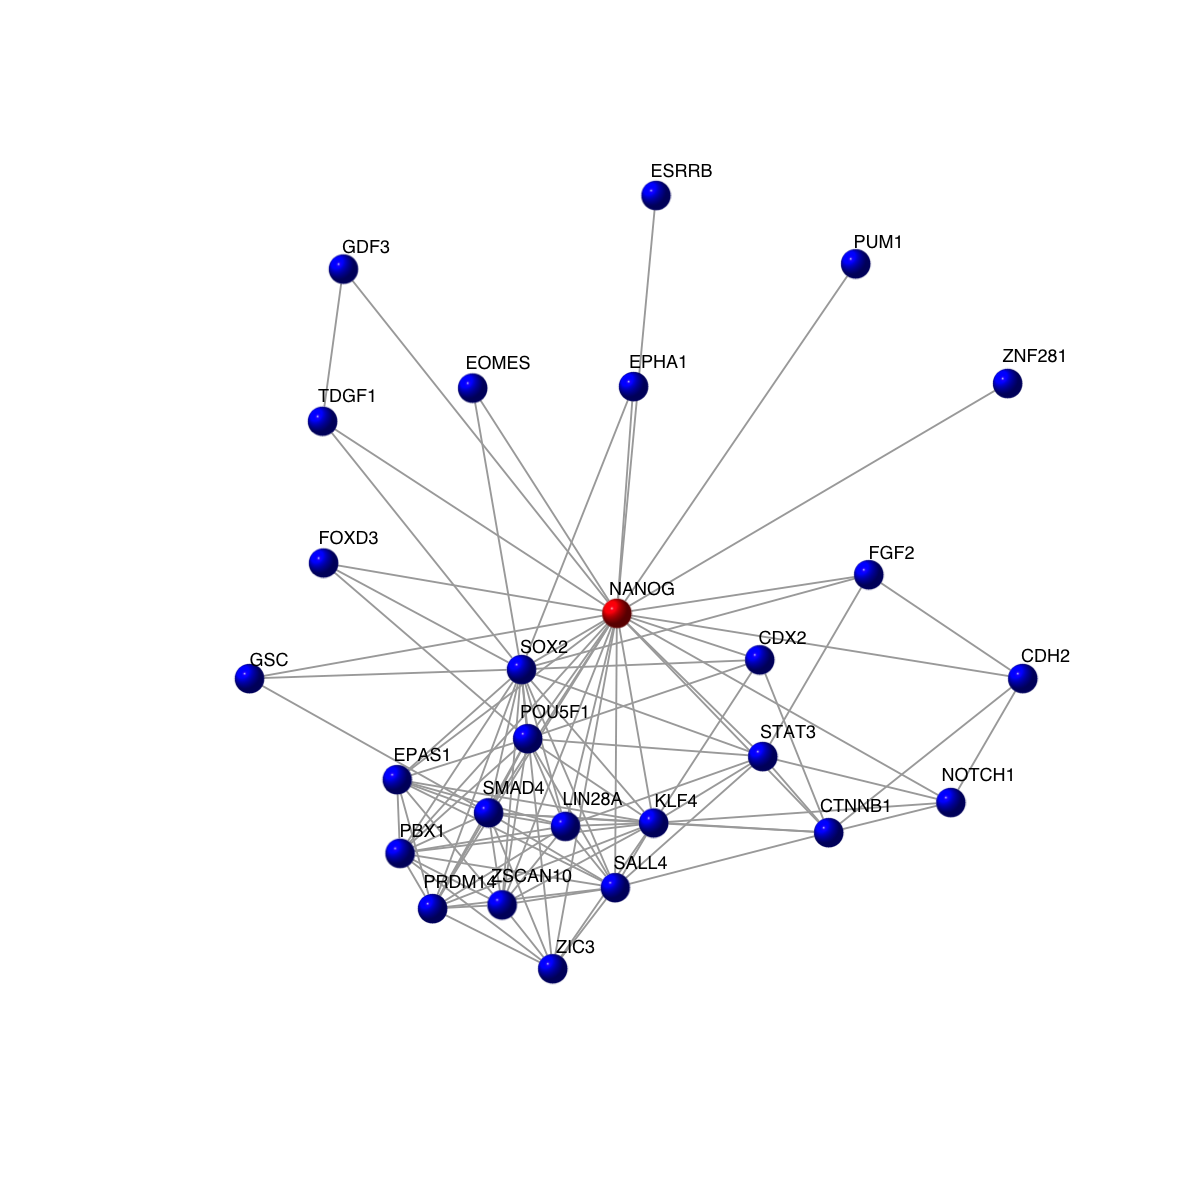 ESRRB
PUM1
GDF3
ZNF281
EPHA1
EOMES
TDGF1
FOXD3
FGF2
NANOG
CDX2
SOX2
CDH2
GSC
POU5F1
STAT3
EPAS1
NOTCH1
SMAD4
LIN28A
KLF4
CTNNB1
PBX1
SALL4
ZSCAN10
PRDM14
ZIC3